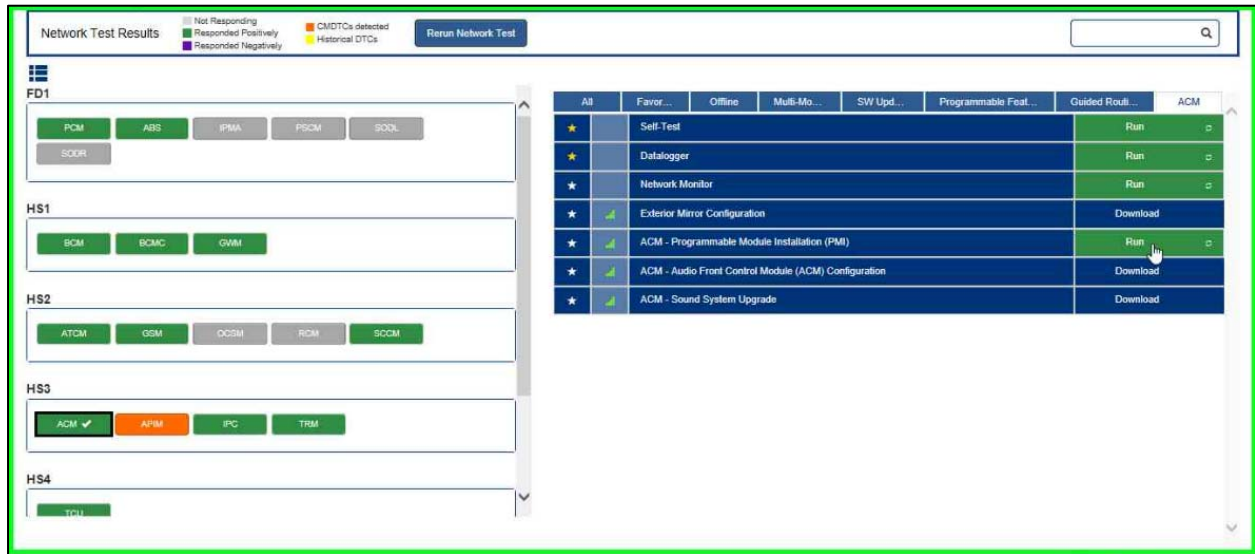 Network Test Results
Not Responding
Responded Positively
Responded Negatively
CMDTCs detected
Historical DTCs
Rerun Network Test
FD1
PCM ABS IPMA PSCM SODL
SODR
HS1
BCM BCMC GWM
HS2
ATCM GSM OCSM RCM SCCM
HS3
ACM APIM IPC TRM
HS4
TCU
All Favor... Offline Multi-Mo... SW Upd... Programmable Feat... Guided Routi... ACM
Self-Test Run
Datalogger Run
Network Monitor Run
Exterior Mirror Configuration Download
ACM - Programmable Module Installation (PMI) Run
ACM - Audio Front Control Module (ACM) Configuration Download
ACM - Sound System Upgrade Download